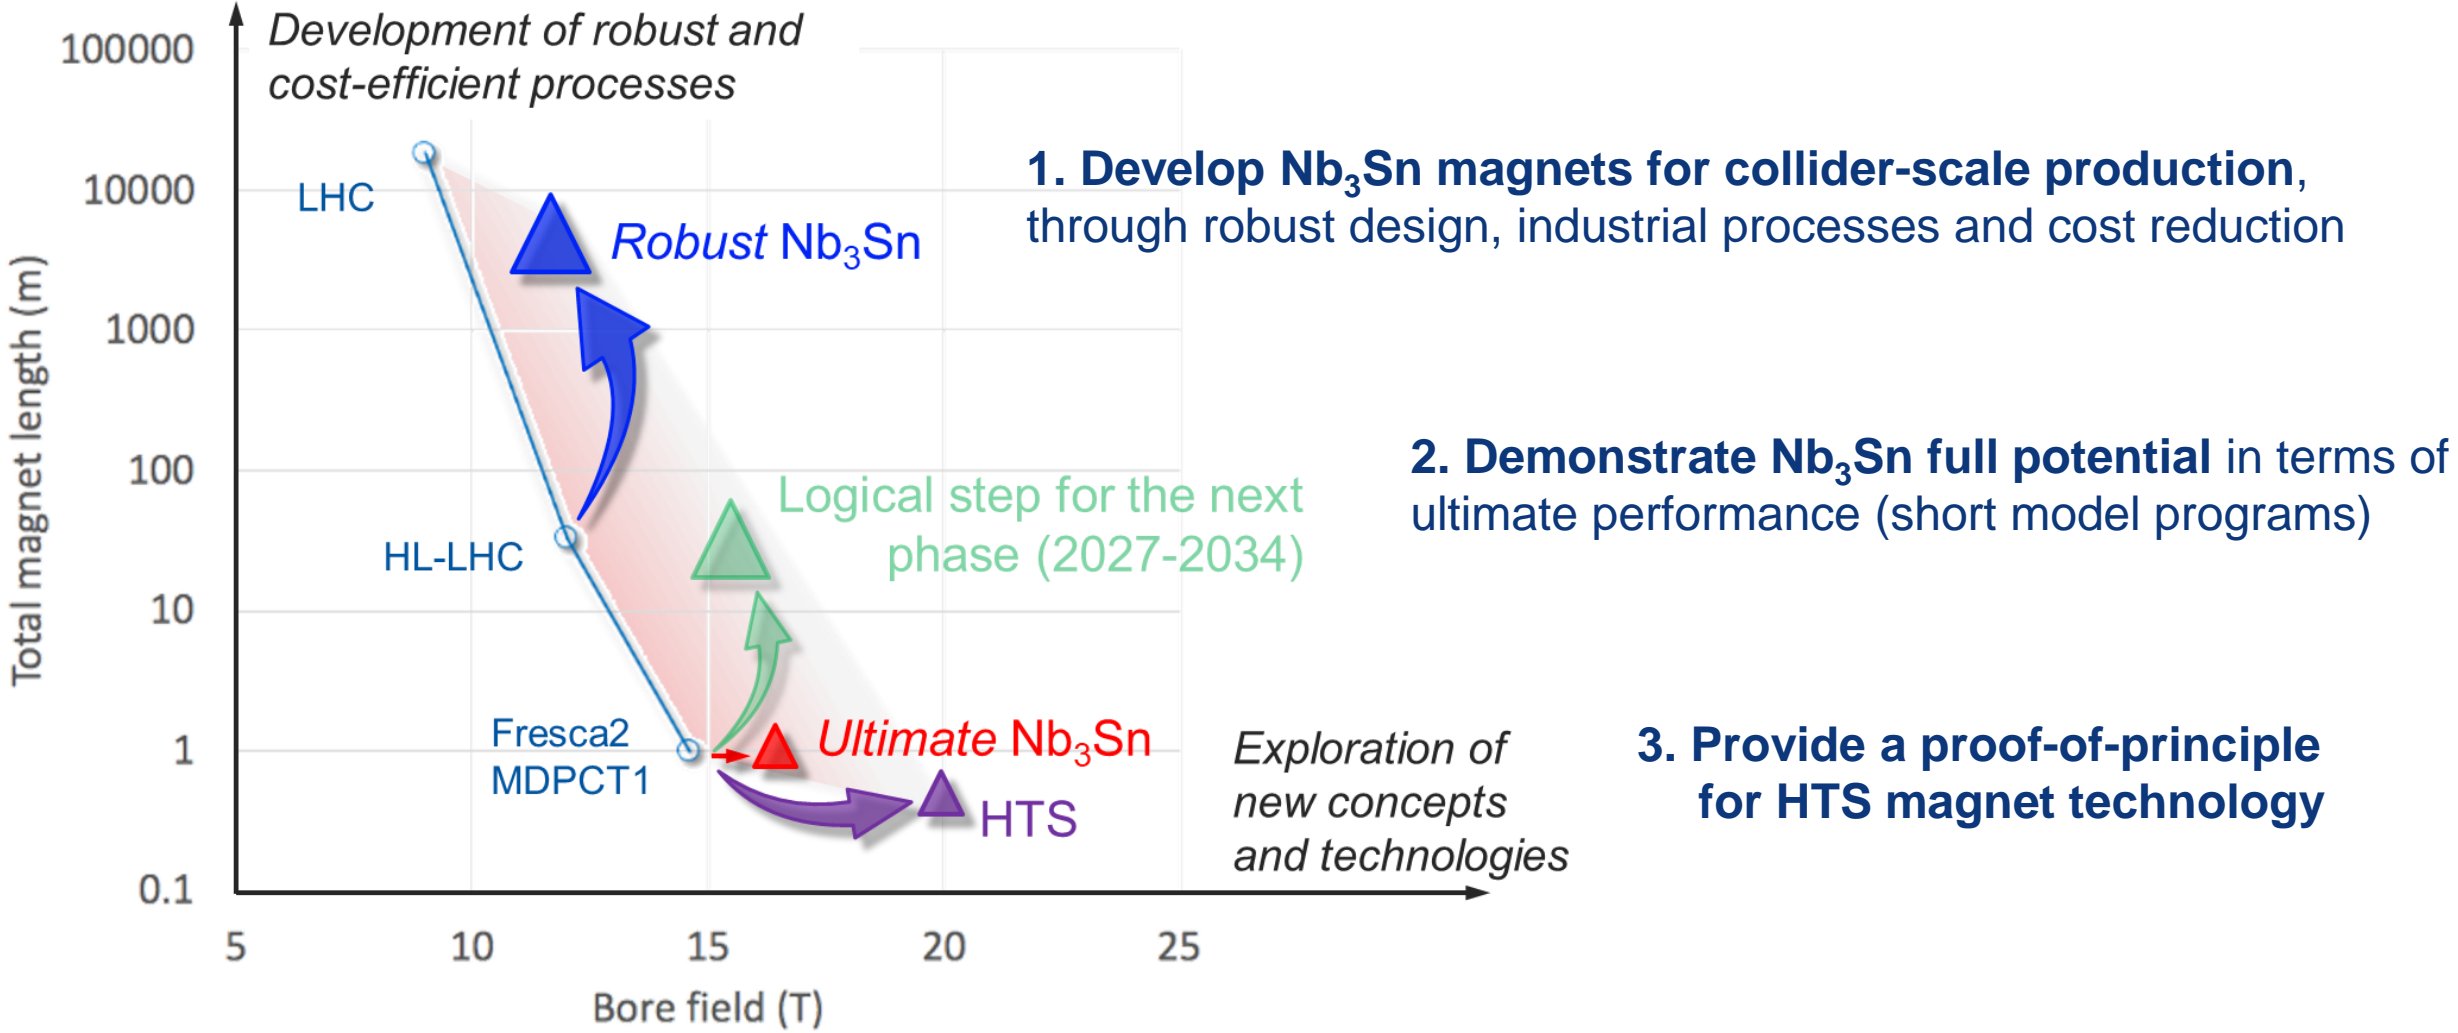 Development of robust and
cost-efficient processes
100000
10000
1000
100
10
1
0.1
Total magnet length (m)
LHC
Robust Nb₃Sn
1. Develop Nb₃Sn magnets for collider-scale production,
through robust design, industrial processes and cost reduction
HL-LHC
Logical step for the next
phase (2027-2034)
2. Demonstrate Nb₃Sn full potential in terms of
ultimate performance (short model programs)
Fresca2
MDPCT1
Ultimate Nb₃Sn
HTS
Exploration of
new concepts
and technologies
3. Provide a proof-of-principle
for HTS magnet technology
5 10 15 20 25
Bore field (T)